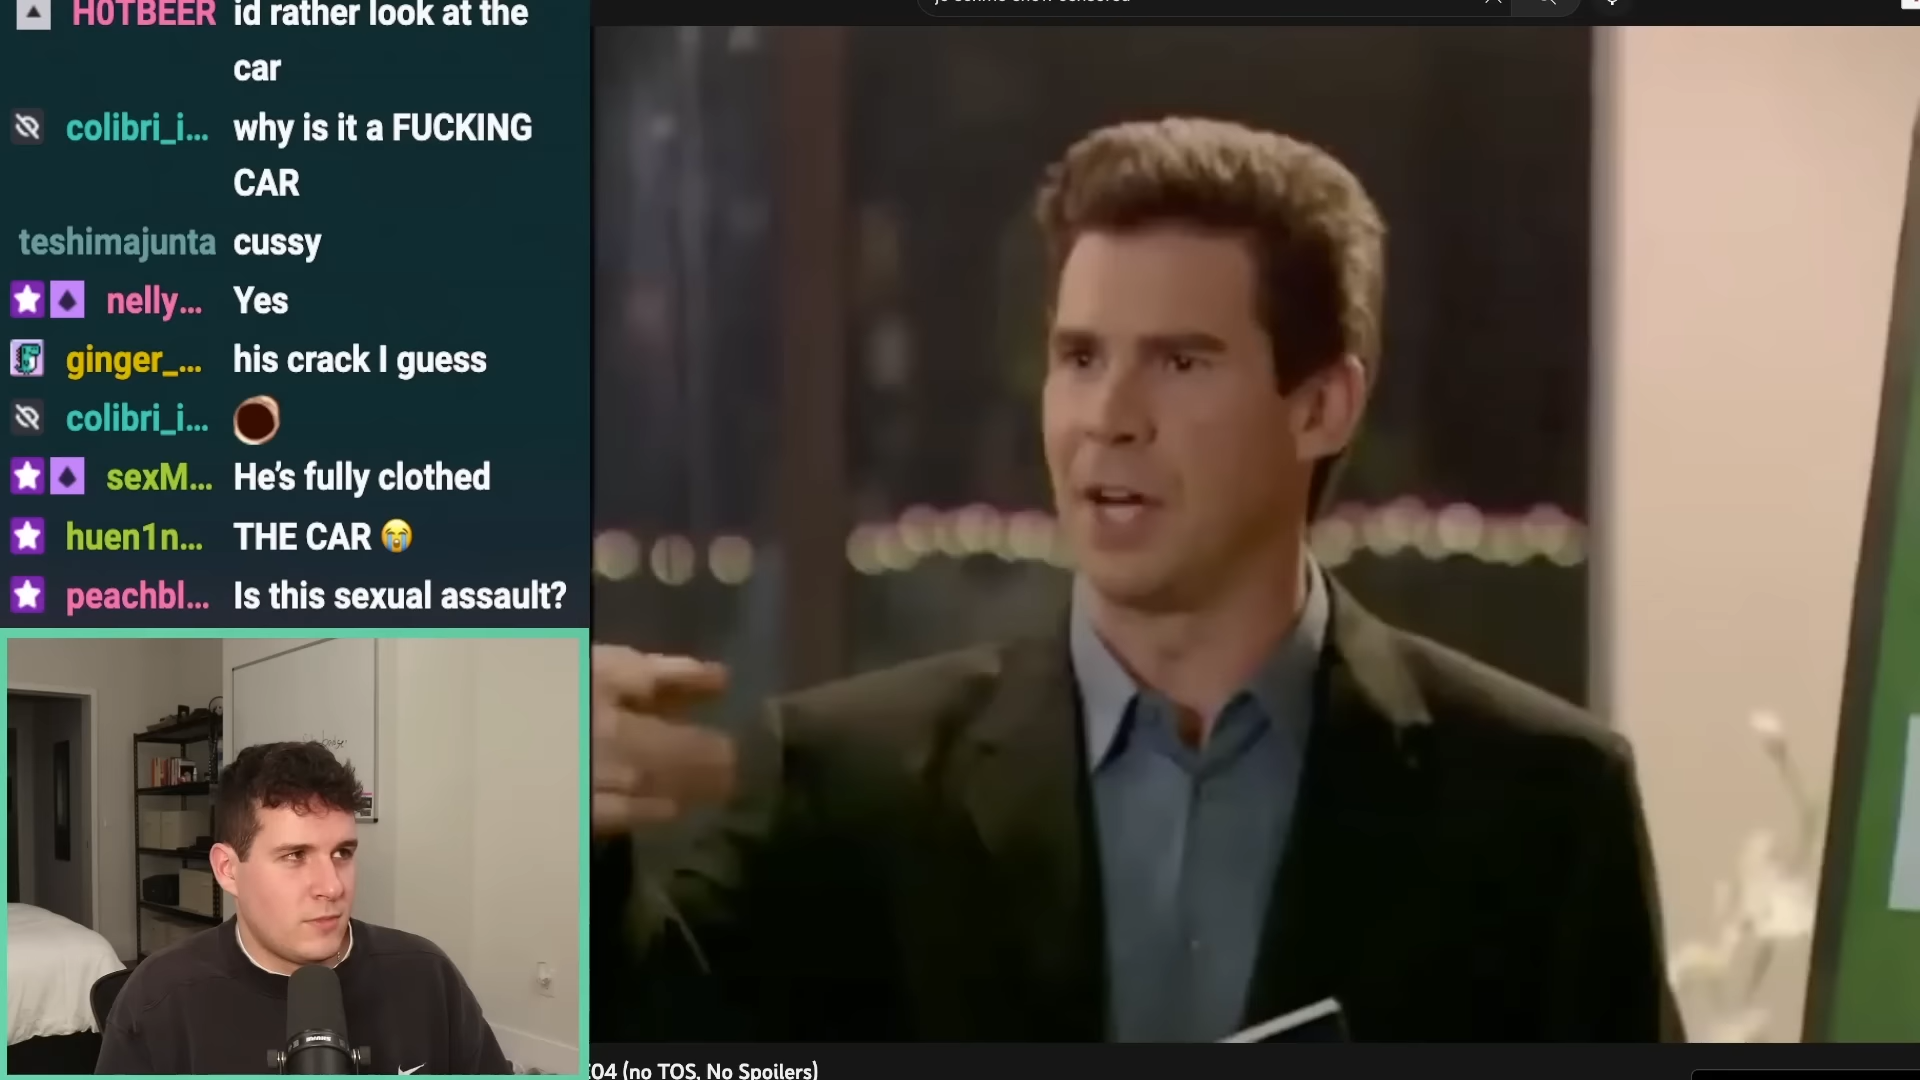 H0TBEER id rather look at the
car
colibri_i... why is it a FUCKING
CAR
teshimajunta cussy
nelly... Yes
ginger_... his crack I guess
colibri_i...
sexM... He's fully clothed
huen1n... THE CAR 😭
peachbl... Is this sexual assault?
04 (no TOS, No Spoilers)